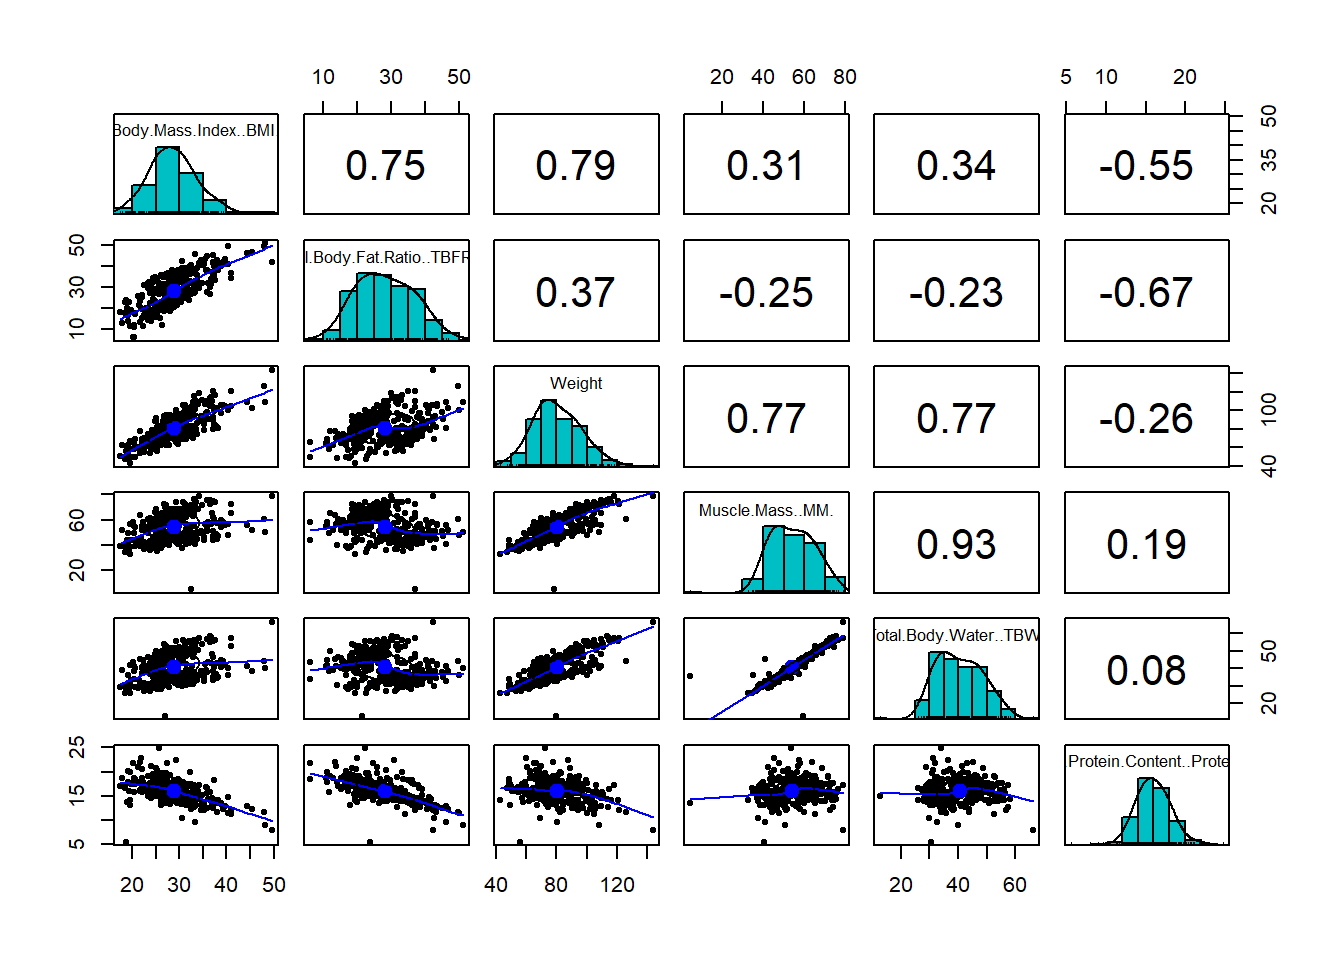 10 30 50 20 40 60 80 5 10 20
Body.Mass.Index..BMI 0.75 0.79 0.31 0.34 -0.55 20 35 50
10 30 50 l.Body.Fat.Ratio..TBFR 0.37 -0.25 -0.23 -0.67
Weight 0.77 0.77 -0.26 40 100
20 60 Muscle.Mass..MM. 0.93 0.19
Total.Body.Water..TBW 0.08 20 50
5 15 25 Protein.Content..Prote
20 30 40 50 40 80 120 20 40 60